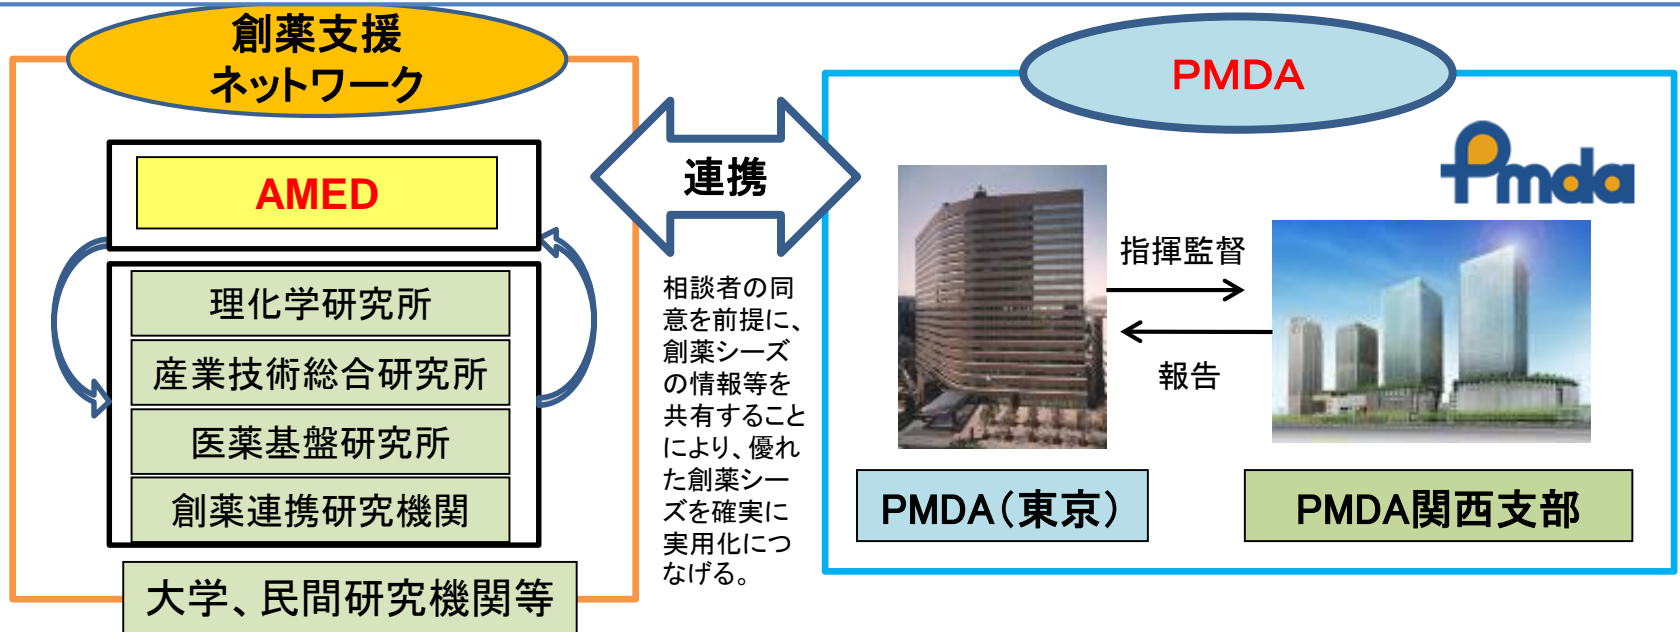 創薬支援
ネットワーク
AMED
理化学研究所
産業技術総合研究所
医薬基盤研究所
創薬連携研究機関
大学、民間研究機関等
連携
相談者の同
意を前提に、
創薬シーズ
の情報等を
共有すること
により、優れ
た創薬シー
ズを確実に
実用化につ
なげる。
PMDA
Pmda
指揮監督
報告
PMDA（東京）
PMDA関西支部